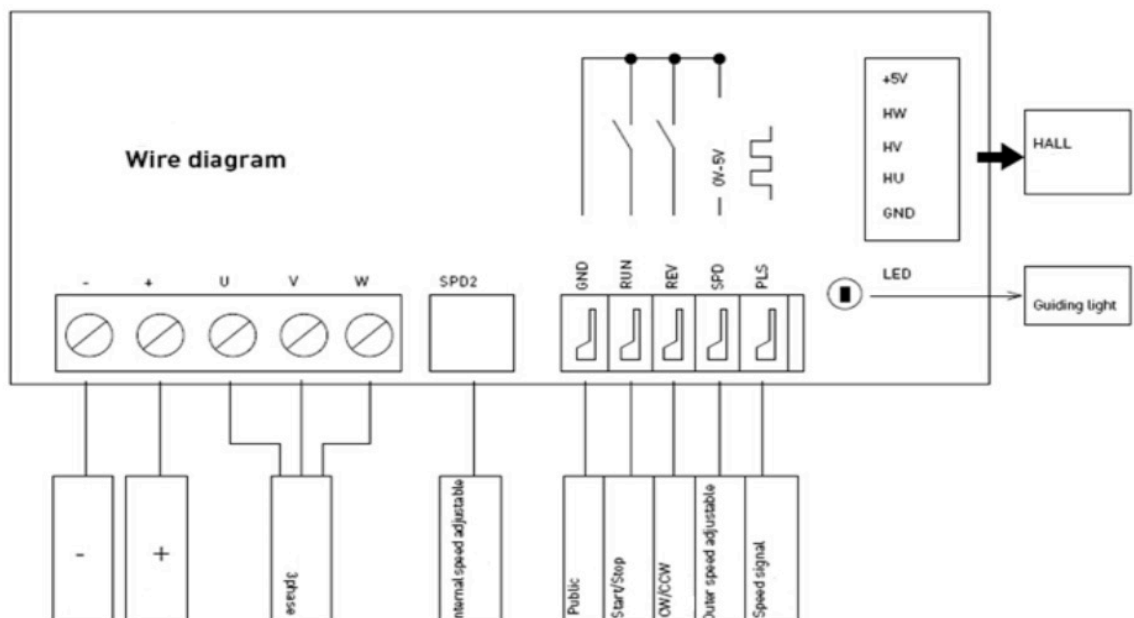 Wire diagram
+5V
HW
HV
HU
GND
HALL
0V-5V
- + U V W SPD2
GND
RUN
REV
SPD
PLS
LED
Guiding light
-
+
3phase
nternal speed adjustable
Public
Start/Stop
CW/CCW
Outer speed adjustable
Speed signal